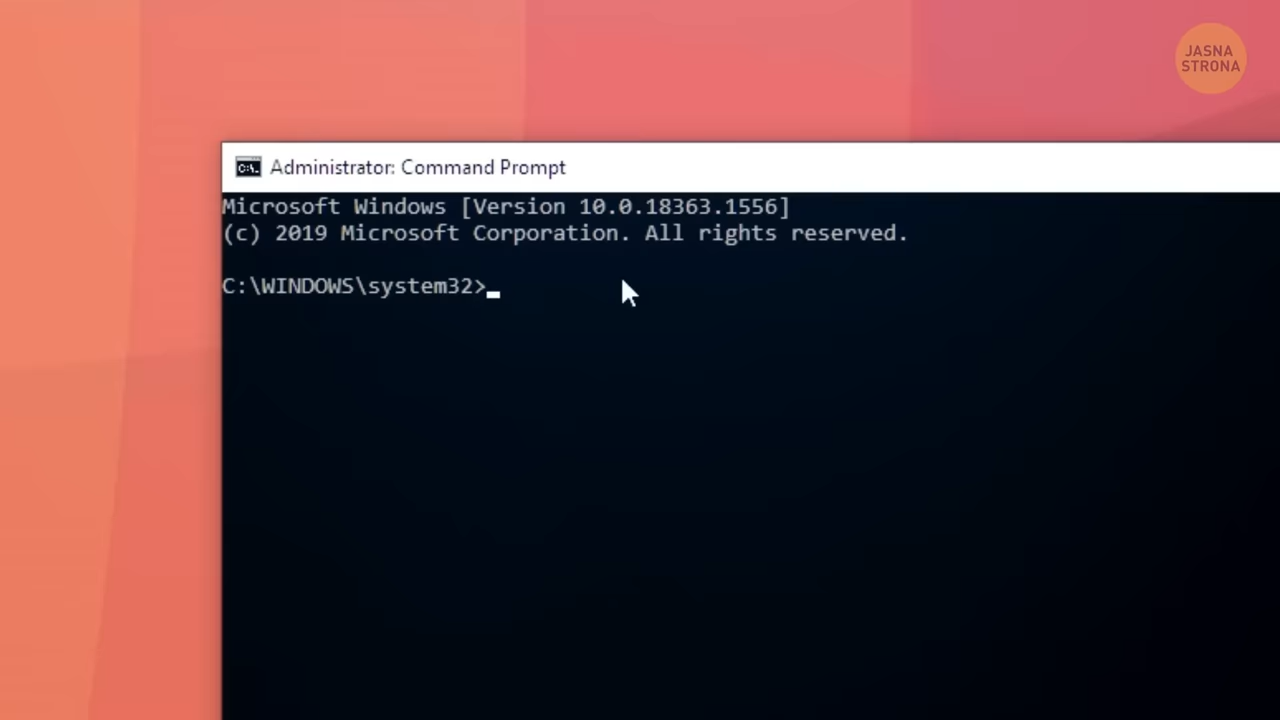 JASNA
STRONA
Administrator: Command Prompt
Microsoft Windows [Version 10.0.18363.1556]
(c) 2019 Microsoft Corporation. All rights reserved.
C:\WINDOWS\system32>